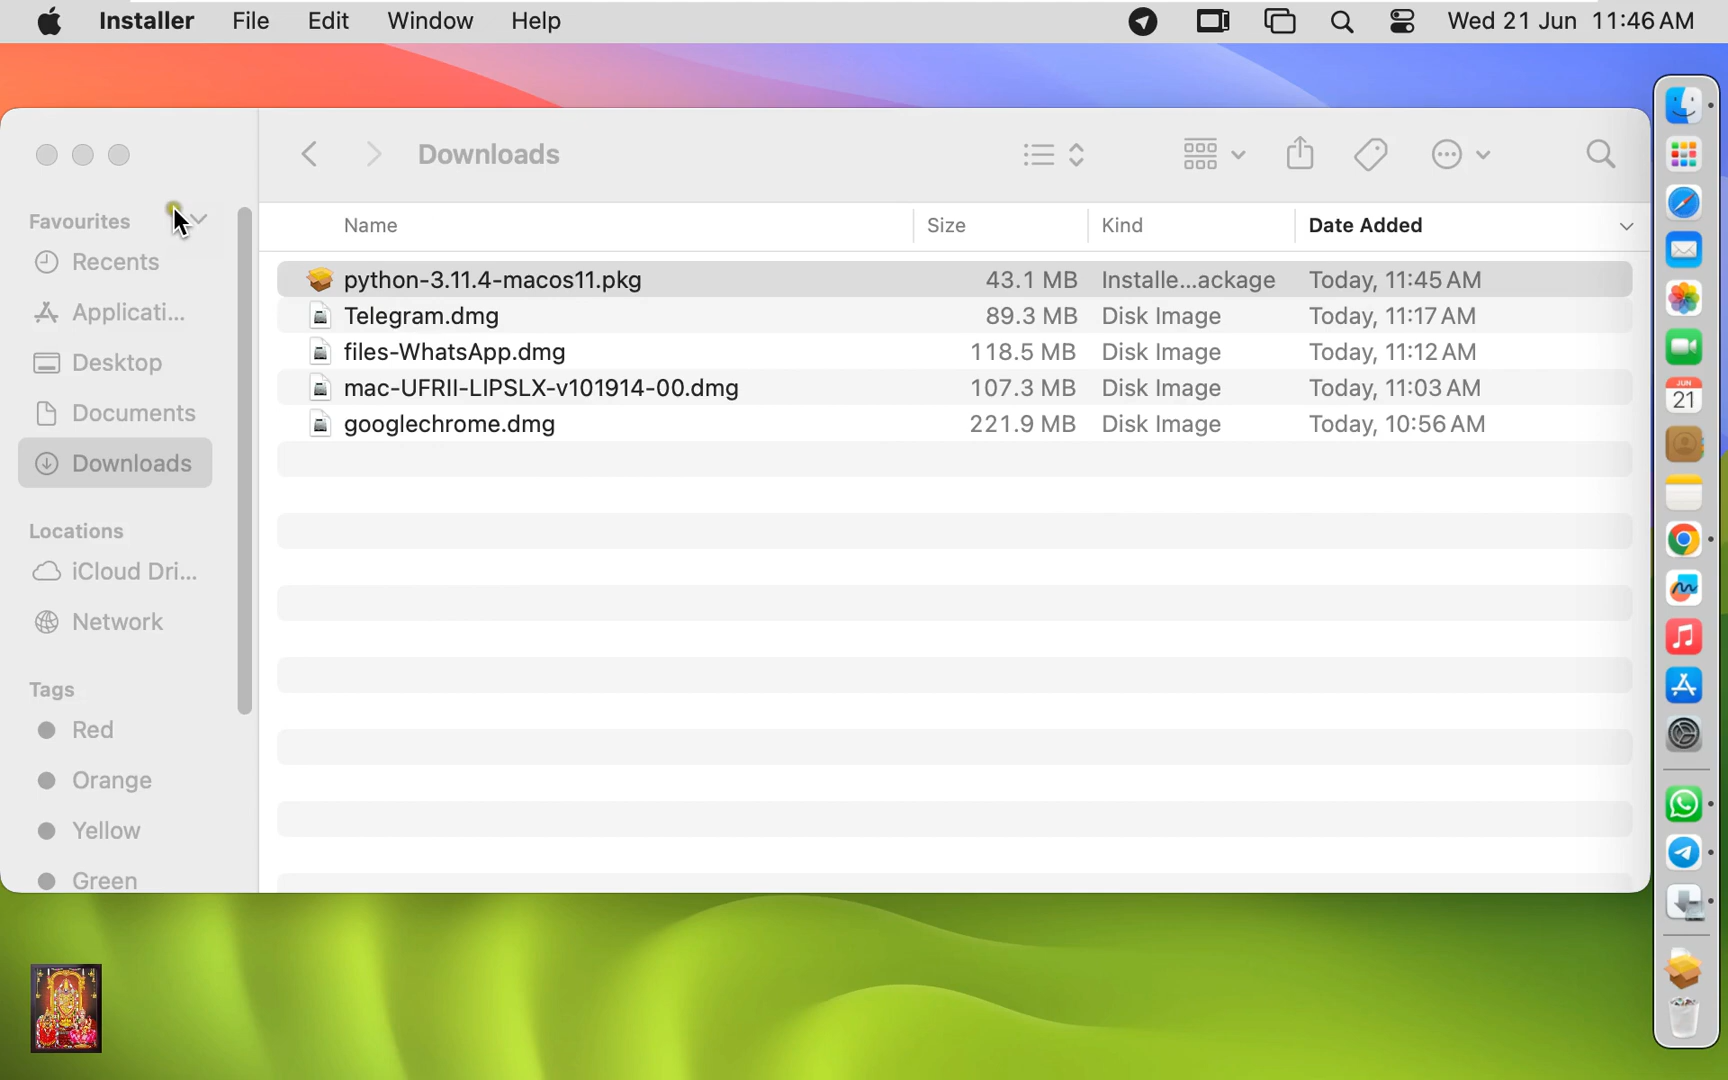 Installer File Edit Window Help Wed 21 Jun 11:46 AM
Downloads
Favourites
Recents
Applicati...
Desktop
Documents
Downloads
Locations
iCloud Dri...
Network
Tags
Red
Orange
Yellow
Green
Name Size Kind Date Added
python-3.11.4-macos11.pkg 43.1 MB Installe...ackage Today, 11:45 AM
Telegram.dmg 89.3 MB Disk Image Today, 11:17 AM
files-WhatsApp.dmg 118.5 MB Disk Image Today, 11:12 AM
mac-UFRII-LIPSLX-v101914-00.dmg 107.3 MB Disk Image Today, 11:03 AM
googlechrome.dmg 221.9 MB Disk Image Today, 10:56 AM
JUN
21